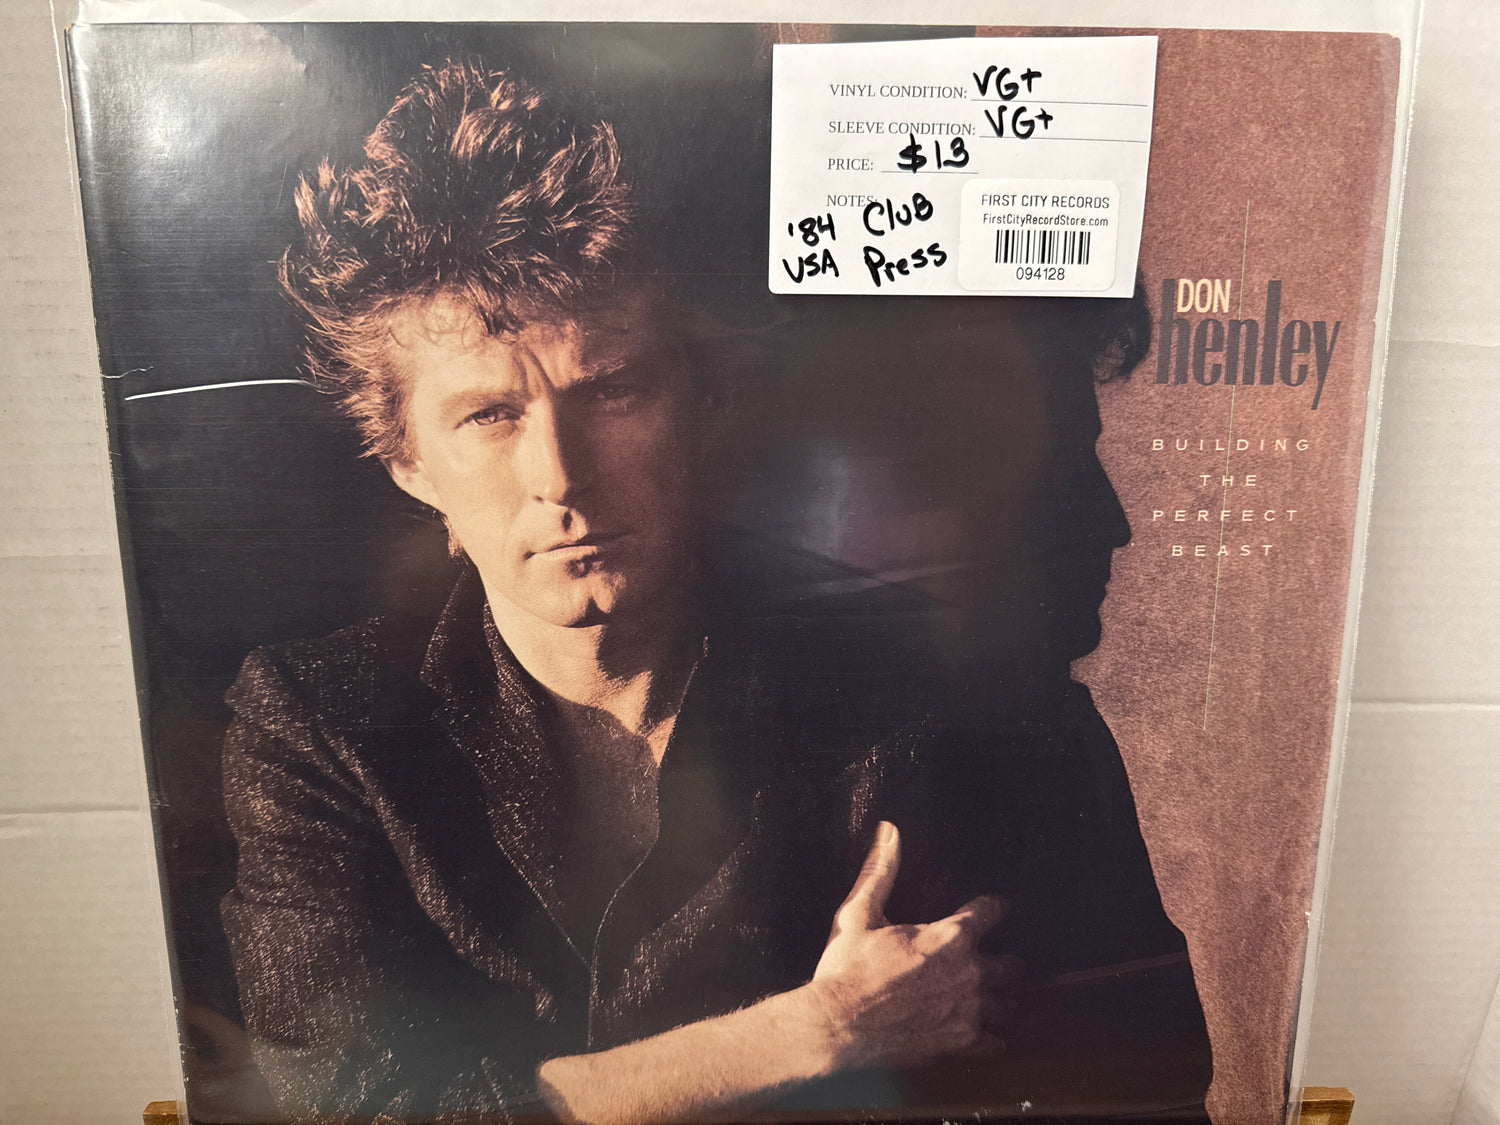 VINYL CONDITION: VG+
SLEEVE CONDITION: VG+
PRICE: $13
NOTES:
'84 Club
USA Press
FIRST CITY RECORDS
FirstCityRecordStore.com
094128
DON
henley
BUILDING
THE
PERFECT
BEAST